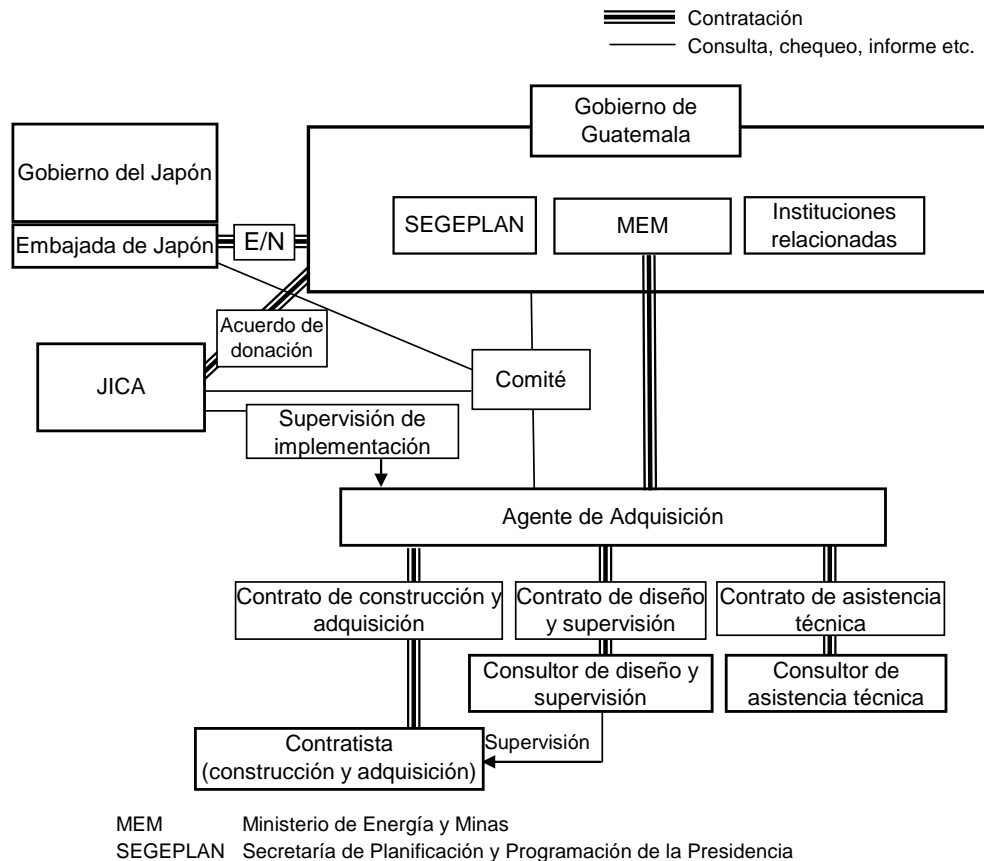 Contratación
Consulta, chequeo, informe etc.
Gobierno de
Guatemala
Gobierno del Japón
SEGEPLAN
MEM
Instituciones
relacionadas
Embajada de Japón
E/N
Acuerdo de
donación
JICA
Comité
Supervisión de
implementación
Agente de Adquisición
Contrato de construcción y
adquisición
Contrato de diseño
y supervisión
Contrato de asistencia
técnica
Consultor de diseño y
supervisión
Consultor de
asistencia técnica
Contratista
(construcción y adquisición)
Supervisión
MEM Ministerio de Energía y Minas
SEGEPLAN Secretaría de Planificación y Programación de la Presidencia